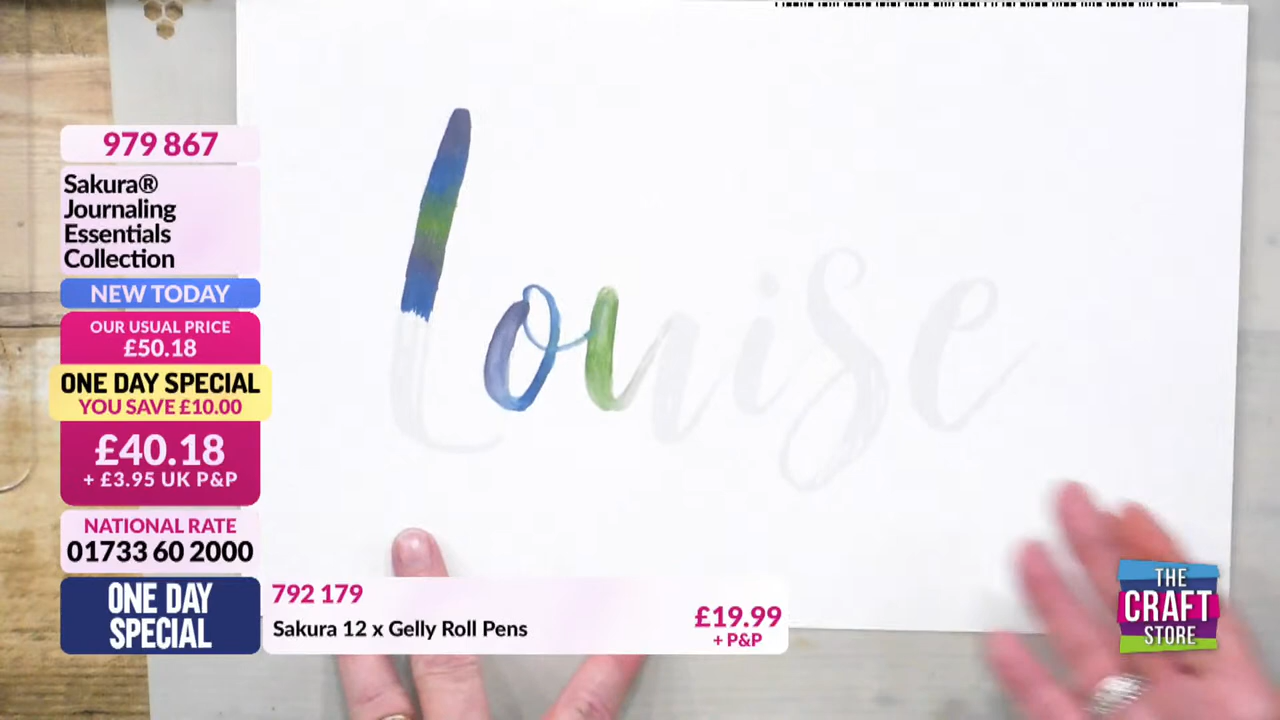 979 867
Sakura®
Journaling
Essentials
Collection
NEW TODAY
OUR USUAL PRICE
£50.18
ONE DAY SPECIAL
YOU SAVE £10.00
£40.18
+ £3.95 UK P&P
NATIONAL RATE
01733 60 2000
ONE DAY
SPECIAL
792 179
Sakura 12 x Gelly Roll Pens
£19.99
+ P&P
Louise
THE
CRAFT
STORE